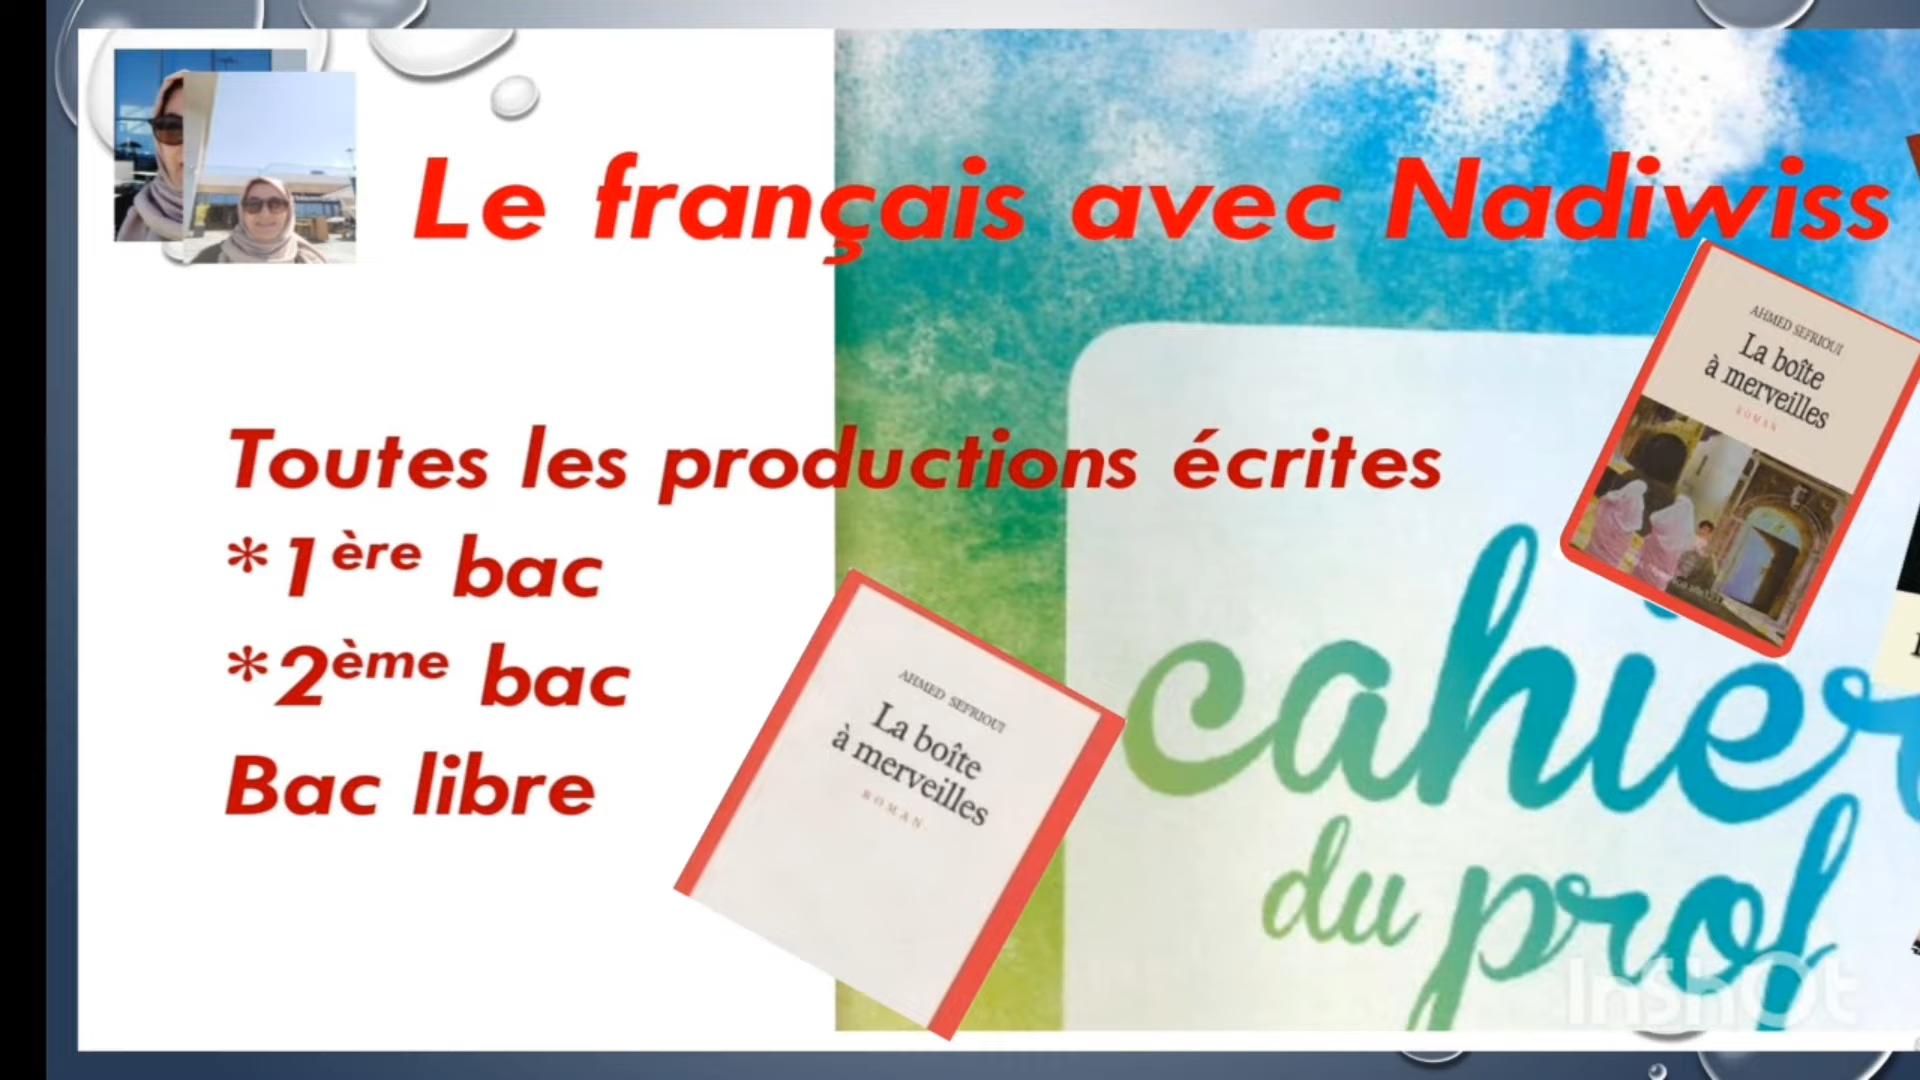 Le français avec Nadiwiss
AHMED SEFRIOUI
La boîte
à merveilles
ROMAN
Toutes les productions écrites
*1ère bac
*2ème bac
Bac libre
AHMED SEFRIOUI
La boîte
à merveilles
ROMAN
cahier
du prof
InShOt